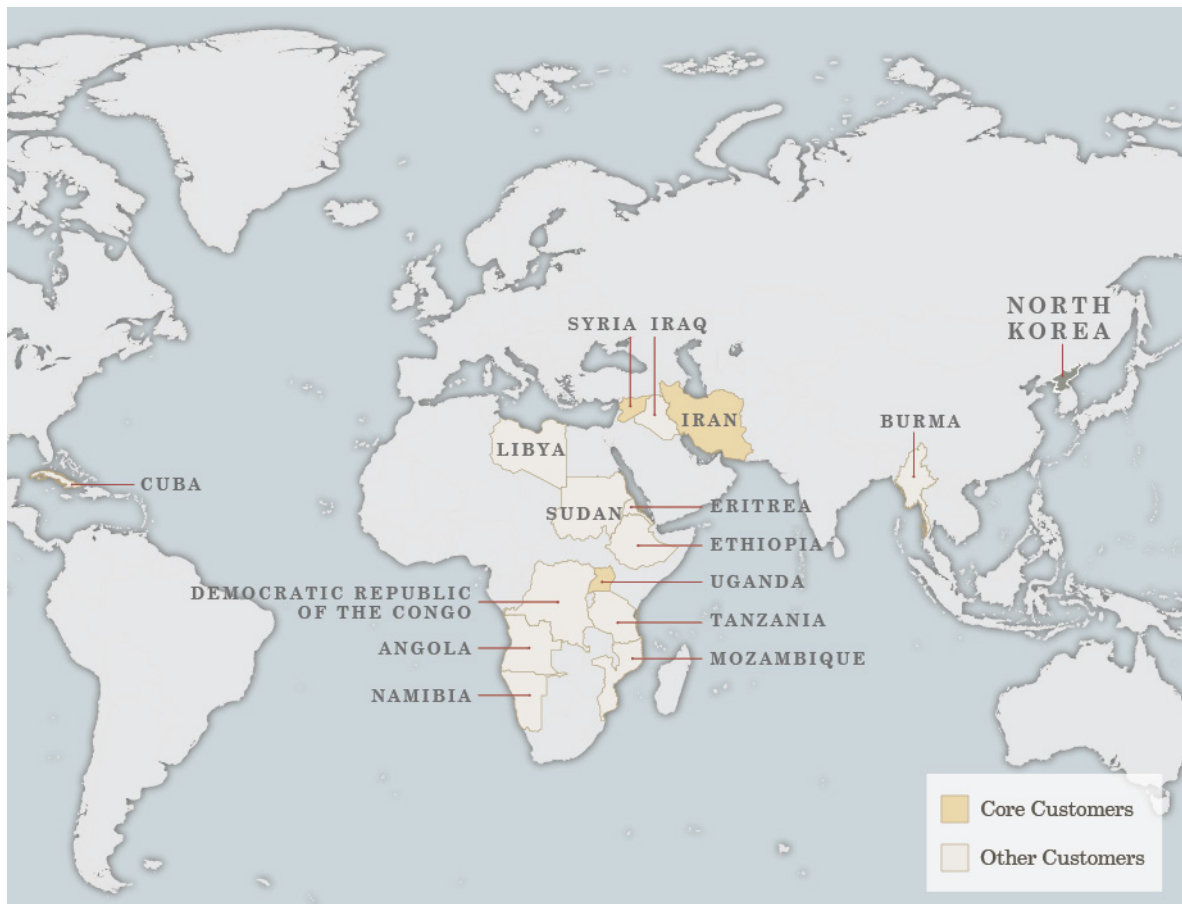 NORTH
KOREA
SYRIA
IRAQ
IRAN
BURMA
LIBYA
CUBA
SUDAN
ERITREA
ETHIOPIA
UGANDA
DEMOCRATIC REPUBLIC
OF THE CONGO
TANZANIA
ANGOLA
MOZAMBIQUE
NAMIBIA
Core Customers
Other Customers